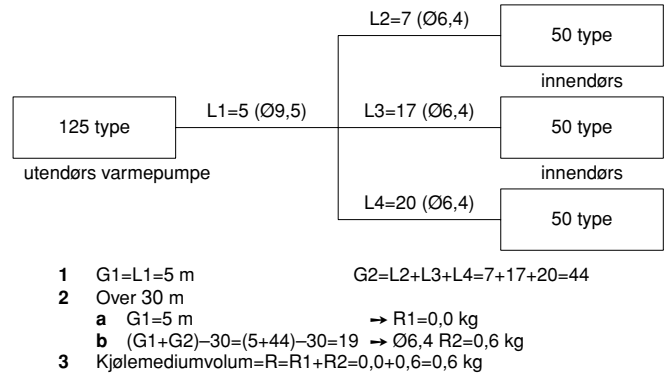 L2=7 (Ø6,4)
50 type
innendørs
125 type
L1=5 (Ø9,5)
L3=17 (Ø6,4)
50 type
utendørs varmepumpe
innendørs
L4=20 (Ø6,4)
50 type
1 G1=L1=5 m G2=L2+L3+L4=7+17+20=44
2 Over 30 m
a G1=5 m → R1=0,0 kg
b (G1+G2)–30=(5+44)–30=19 → Ø6,4 R2=0,6 kg
3 Kjølemediumvolum=R=R1+R2=0,0+0,6=0,6 kg